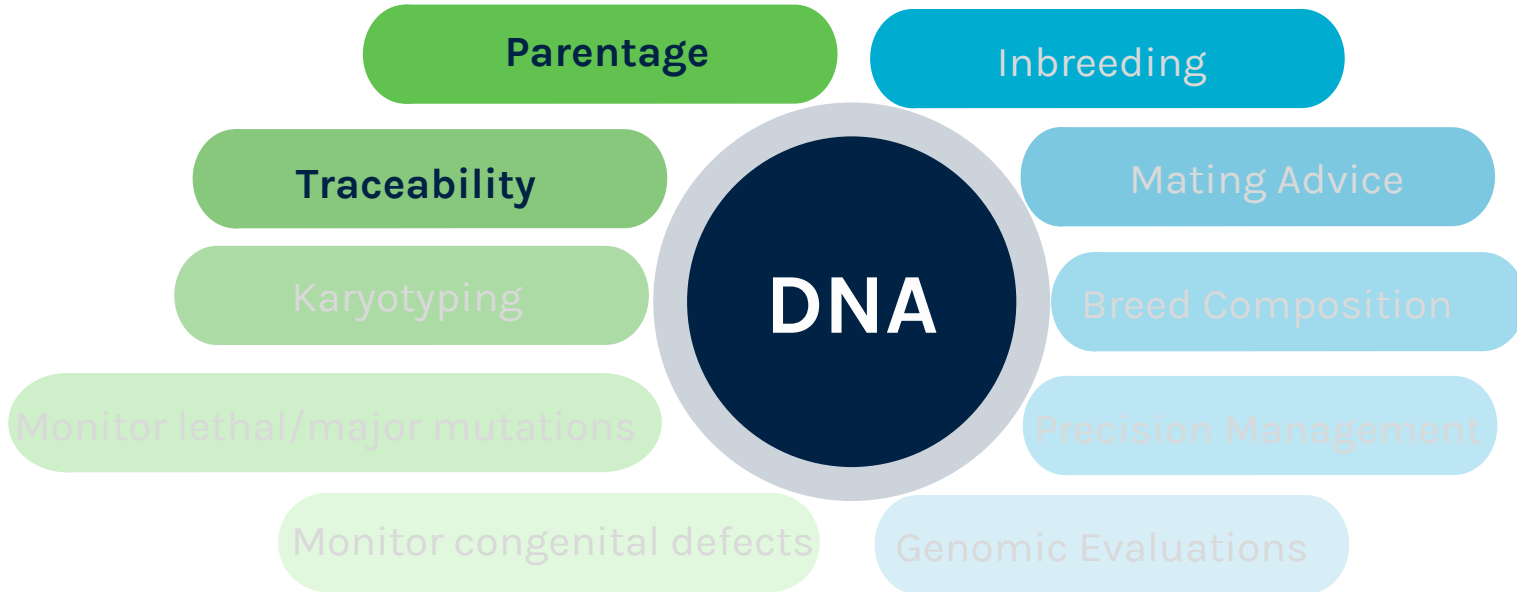 Parentage
Inbreeding
Traceability
Mating Advice
Karyotyping
DNA
Breed Composition
Monitor lethal/major mutations
Precision Management
Monitor congenital defects
Genomic Evaluations